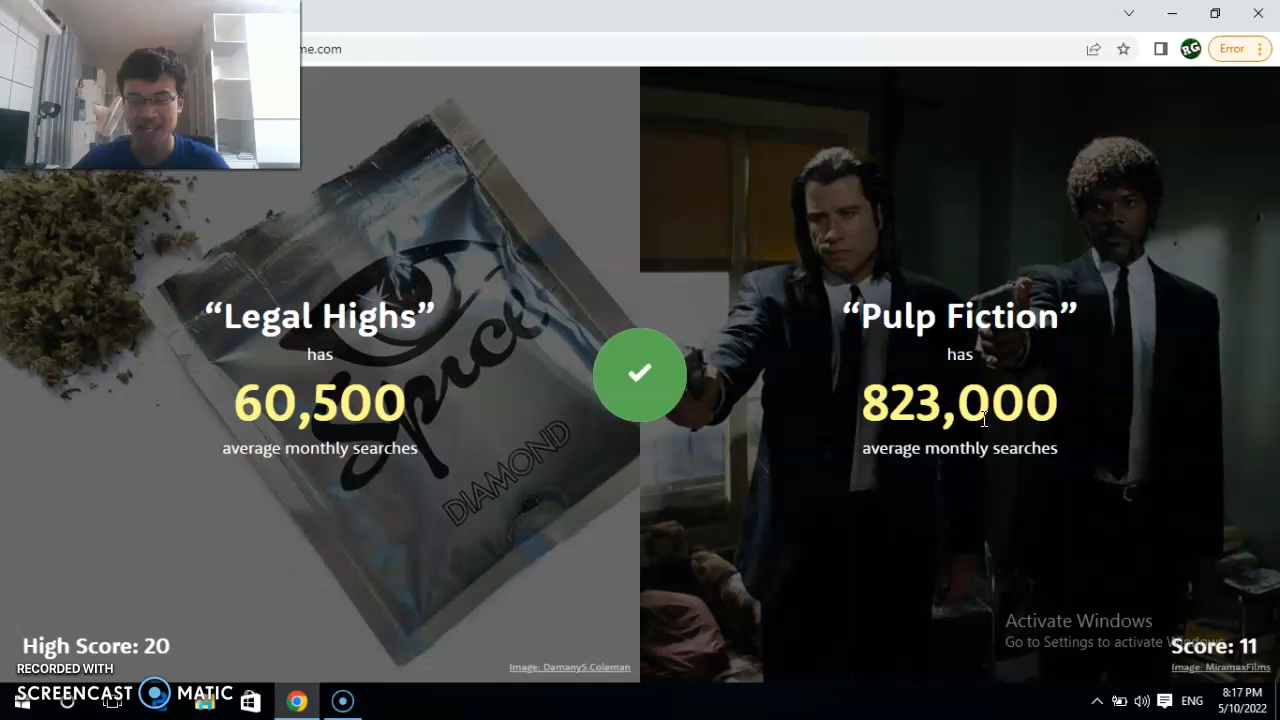 me.com
Error
RG
Spice
DIAMOND
“Legal Highs”
has
60,500
average monthly searches
“Pulp Fiction”
has
823,000
average monthly searches
High Score: 20
Image: DamanyS.Coleman
Activate Windows
Go to Settings to activate Windows.
Score: 11
Image: MiramaxFilms
RECORDED WITH
SCREENCAST MATIC
ENG
8:17 PM
5/10/2022